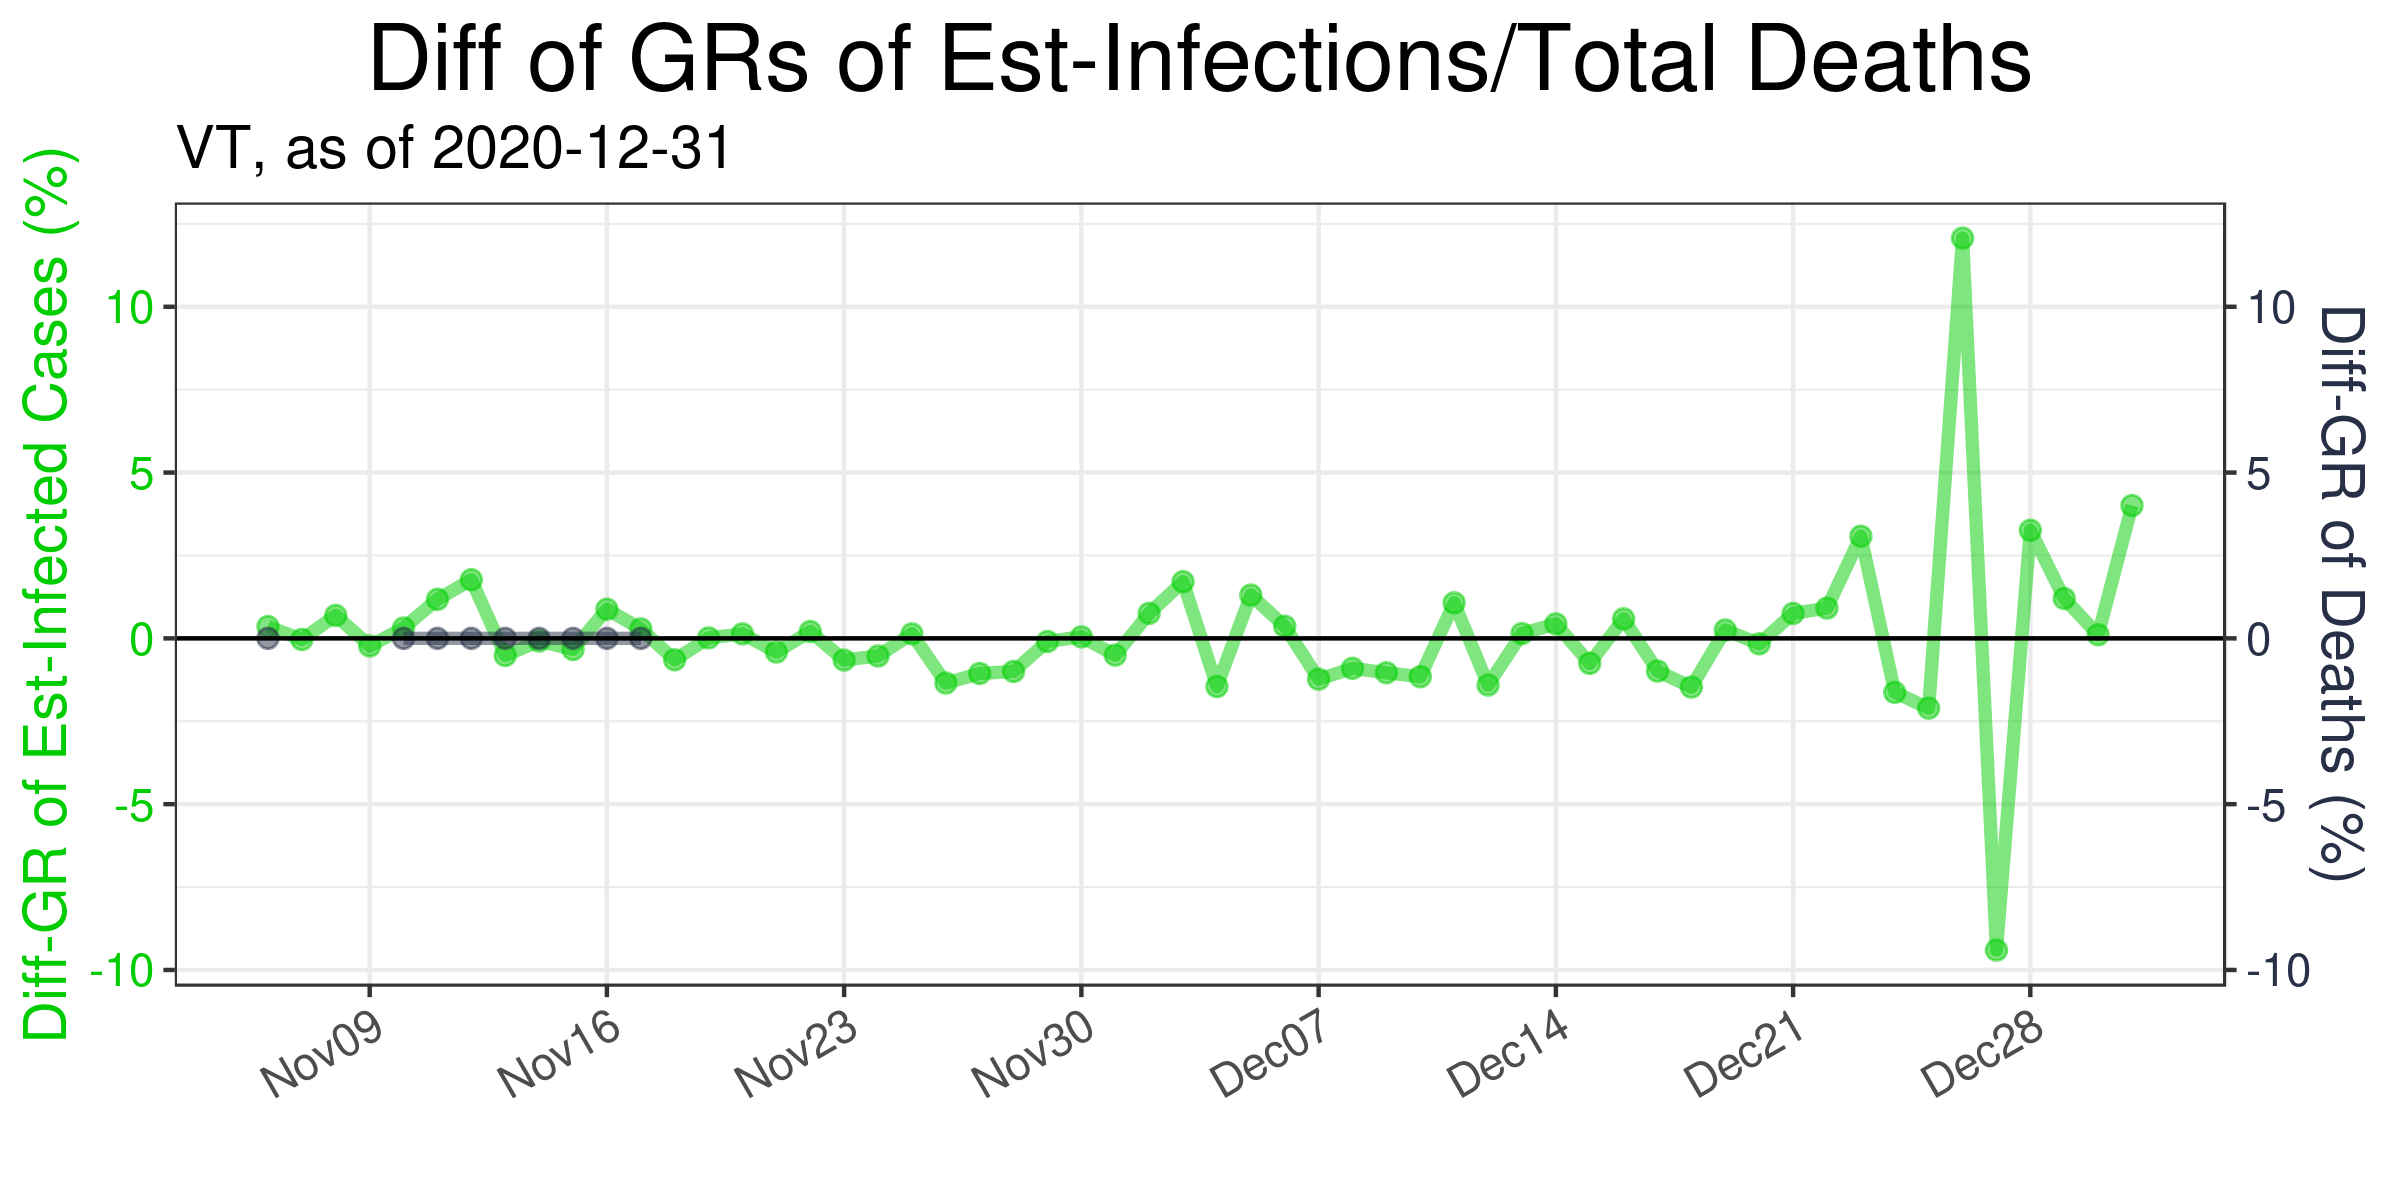 Diff of GRs of Est-Infections/Total Deaths
VT, as of 2020-12-31
Diff-GR of Est-Infected Cases (%)
10
5
0
-5
-10
10
5
0
-5
-10
Diff-GR of Deaths (%)
Nov09
Nov16
Nov23
Nov30
Dec07
Dec14
Dec21
Dec28